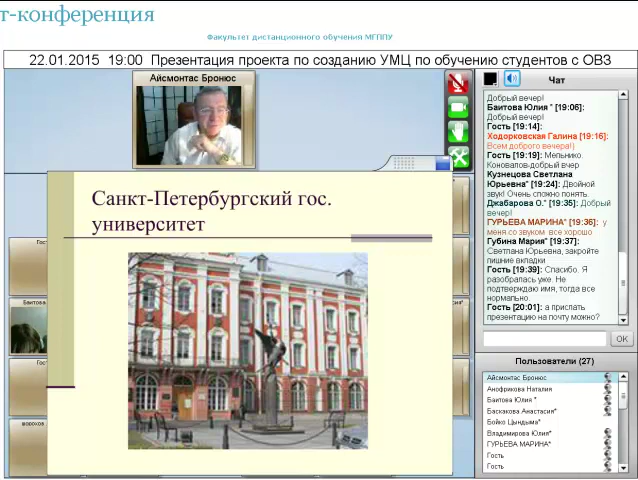 т-конференция
Факультет дистанционного обучения МГППУ
22.01.2015 19:00 Презентация проекта по созданию УМЦ по обучению студентов с ОВЗ
Айсмонтас Бронюс
Санкт-Петербургский гос.
университет
Чат
Добрый вечер!
Баитова Юлия * [19:06]:
Добрый вечер!
Гость [19:14]:
Ходорковская Галина [19:16]:
Всем доброго вечера!)
Гость [19:19]: Мельнико.
Коновалов-добрый вчер
Кузнецова Светлана
Юрьевна* [19:24]: Двойной
звук! Очень сложно понять.
Джабарова О.* [19:35]: Добрый
вечер!
ГУРЬЕВА МАРИНА* [19:36]: у
меня со звуком все хорошо
Губина Мария* [19:37]:
Светлана Юрьевна, закройте
лишние вкладки
Гость [19:39]: Спасибо. Я
разобралась уже. Не
подтверждаю имя, тогда все
нормально.
Гость [20:01]: а прислать
презентацию на почту можно?
OK
Пользователи (27)
Айсмонтас Бронюс
Анофрикова Наталия
Баитова Юлия *
Баскакова Анастасия*
Бойко Цындыма*
Владимирова Юлия*
ГУРЬЕВА МАРИНА*
Гость
Гость
Гос
Баитова
Гос